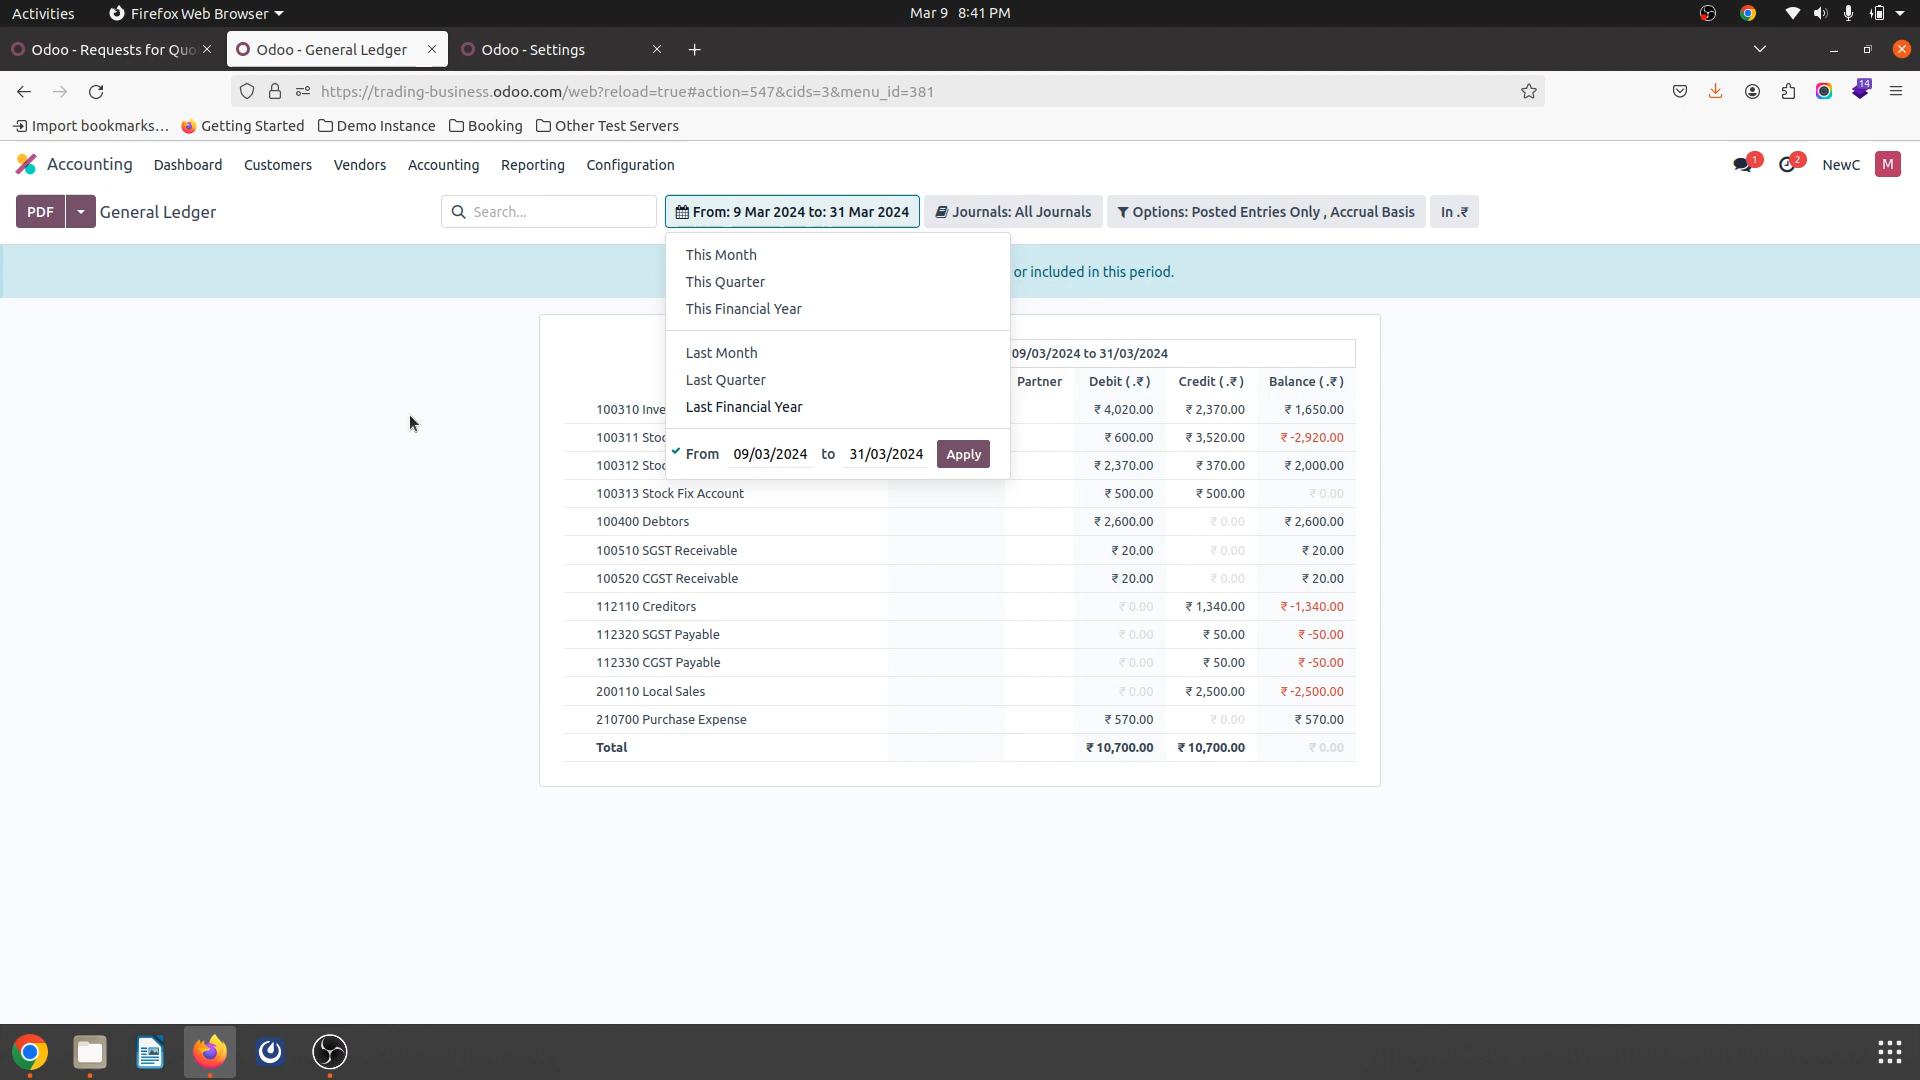 Activities
Firefox Web Browser
Mar 9 8:41 PM
Odoo - Requests for Quo
Odoo - General Ledger
Odoo - Settings
https://trading-business.odoo.com/web?reload=true#action=547&cids=3&menu_id=381
14
Import bookmarks...
Getting Started
Demo Instance
Booking
Other Test Servers
Accounting
Dashboard
Customers
Vendors
Accounting
Reporting
Configuration
1
2
NewC
M
PDF
General Ledger
Search...
From: 9 Mar 2024 to: 31 Mar 2024
Journals: All Journals
Options: Posted Entries Only , Accrual Basis
In .₹
This Month
This Quarter
This Financial Year
Last Month
Last Quarter
Last Financial Year
From 09/03/2024 to 31/03/2024 Apply
or included in this period.
09/03/2024 to 31/03/2024
Partner Debit (.₹) Credit (.₹) Balance (.₹)
100310 Inve ₹ 4,020.00 ₹ 2,370.00 ₹ 1,650.00
100311 Stoc ₹ 600.00 ₹ 3,520.00 ₹ -2,920.00
100312 Stoc ₹ 2,370.00 ₹ 370.00 ₹ 2,000.00
100313 Stock Fix Account ₹ 500.00 ₹ 500.00 ₹ 0.00
100400 Debtors ₹ 2,600.00 ₹ 0.00 ₹ 2,600.00
100510 SGST Receivable ₹ 20.00 ₹ 0.00 ₹ 20.00
100520 CGST Receivable ₹ 20.00 ₹ 0.00 ₹ 20.00
112110 Creditors ₹ 0.00 ₹ 1,340.00 ₹ -1,340.00
112320 SGST Payable ₹ 0.00 ₹ 50.00 ₹ -50.00
112330 CGST Payable ₹ 0.00 ₹ 50.00 ₹ -50.00
200110 Local Sales ₹ 0.00 ₹ 2,500.00 ₹ -2,500.00
210700 Purchase Expense ₹ 570.00 ₹ 0.00 ₹ 570.00
Total ₹ 10,700.00 ₹ 10,700.00 ₹ 0.00